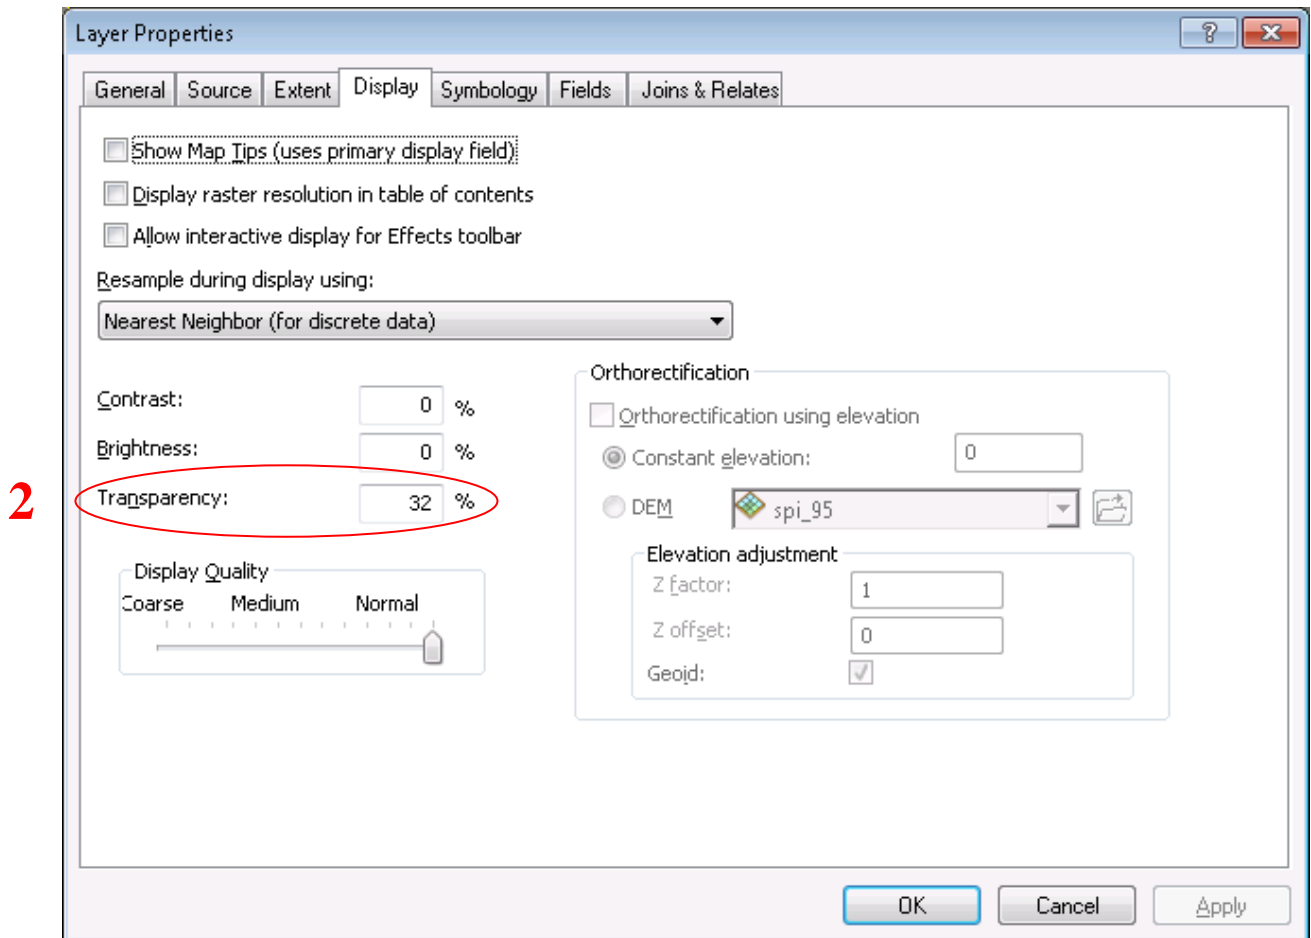 Layer Properties
General Source Extent Display Symbology Fields Joins & Relates
Show Map Tips (uses primary display field)
Display raster resolution in table of contents
Allow interactive display for Effects toolbar
Resample during display using:
Nearest Neighbor (for discrete data)
Contrast: 0 %
Brightness: 0 %
2 Transparency: 32 %
Display Quality
Coarse Medium Normal
Orthorectification
Orthorectification using elevation
Constant elevation: 0
DEM spi_95
Elevation adjustment
Z factor: 1
Z offset: 0
Geoid:
OK Cancel Apply